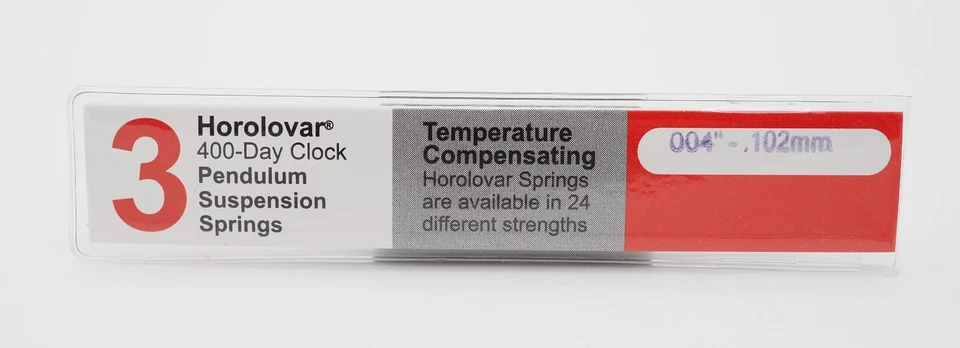 3
Horolovar®
400-Day Clock
Pendulum
Suspension
Springs
Temperature
Compensating
Horolovar Springs
are available in 24
different strengths
004" - .102mm